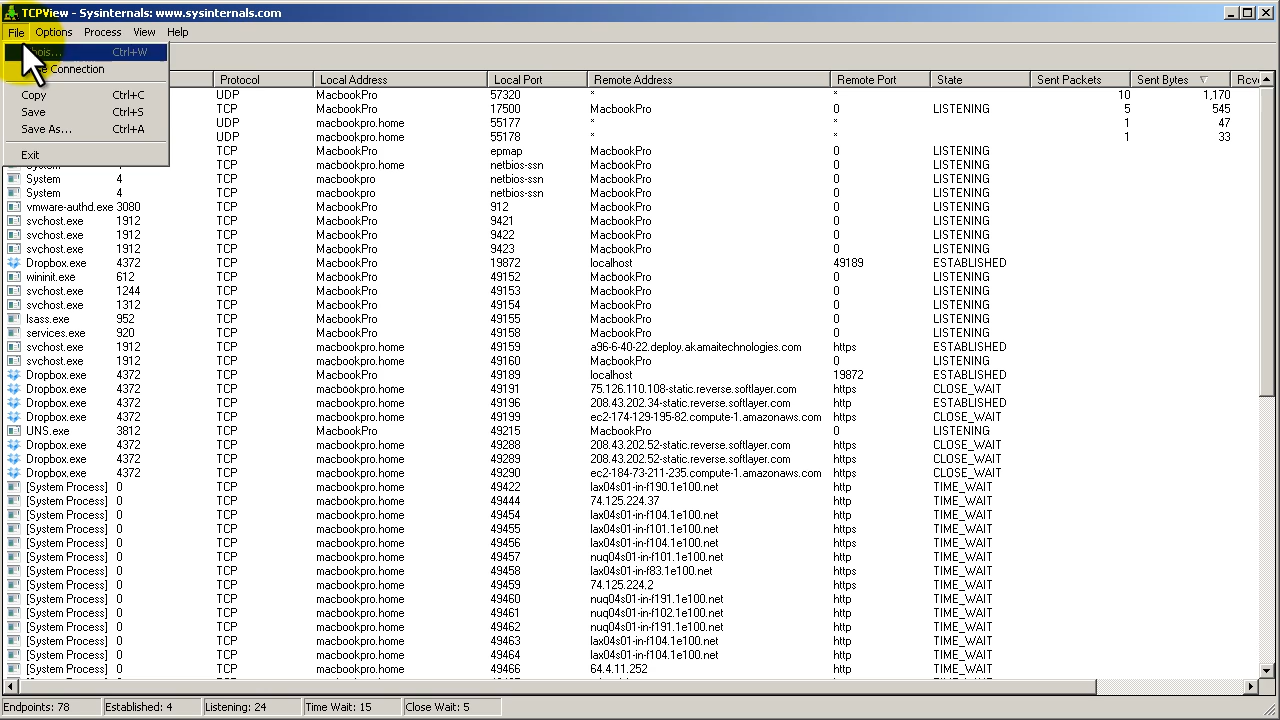 TCPView - Sysinternals: www.sysinternals.com
File Options Process View Help
Ctrl+W
Connection
Copy Ctrl+C
Save Ctrl+S
Save As... Ctrl+A
Exit
Protocol Local Address Local Port Remote Address Remote Port State Sent Packets Sent Bytes Rcv
UDP MacbookPro 57320 * * 10 1,170
TCP MacbookPro 17500 MacbookPro 0 LISTENING 5 545
UDP macbookpro.home 55177 * * 1 47
UDP macbookpro.home 55178 * * 1 33
TCP MacbookPro epmap MacbookPro 0 LISTENING
System 4 TCP macbookpro.home netbios-ssn MacbookPro 0 LISTENING
System 4 TCP macbookpro netbios-ssn MacbookPro 0 LISTENING
System 4 TCP macbookpro netbios-ssn MacbookPro 0 LISTENING
vmware-authd.exe 3080 TCP MacbookPro 912 MacbookPro 0 LISTENING
svchost.exe 1912 TCP MacbookPro 9421 MacbookPro 0 LISTENING
svchost.exe 1912 TCP MacbookPro 9422 MacbookPro 0 LISTENING
svchost.exe 1912 TCP MacbookPro 9423 MacbookPro 0 LISTENING
Dropbox.exe 4372 TCP MacbookPro 19872 localhost 49189 ESTABLISHED
wininit.exe 612 TCP MacbookPro 49152 MacbookPro 0 LISTENING
svchost.exe 1244 TCP MacbookPro 49153 MacbookPro 0 LISTENING
svchost.exe 1312 TCP MacbookPro 49154 MacbookPro 0 LISTENING
lsass.exe 952 TCP MacbookPro 49155 MacbookPro 0 LISTENING
services.exe 920 TCP MacbookPro 49158 MacbookPro 0 LISTENING
svchost.exe 1912 TCP macbookpro.home 49159 a96-6-40-22.deploy.akamaitechnologies.com https ESTABLISHED
svchost.exe 1912 TCP MacbookPro 49160 MacbookPro 0 LISTENING
Dropbox.exe 4372 TCP MacbookPro 49189 localhost 19872 ESTABLISHED
Dropbox.exe 4372 TCP macbookpro.home 49191 75.126.110.108-static.reverse.softlayer.com https CLOSE_WAIT
Dropbox.exe 4372 TCP macbookpro.home 49196 208.43.202.34-static.reverse.softlayer.com http ESTABLISHED
Dropbox.exe 4372 TCP macbookpro.home 49199 ec2-174-129-195-82.compute-1.amazonaws.com https CLOSE_WAIT
UNS.exe 3812 TCP MacbookPro 49215 MacbookPro 0 LISTENING
Dropbox.exe 4372 TCP macbookpro.home 49288 208.43.202.52-static.reverse.softlayer.com https CLOSE_WAIT
Dropbox.exe 4372 TCP macbookpro.home 49289 208.43.202.52-static.reverse.softlayer.com https CLOSE_WAIT
Dropbox.exe 4372 TCP macbookpro.home 49290 ec2-184-73-211-235.compute-1.amazonaws.com https CLOSE_WAIT
[System Process] 0 TCP macbookpro.home 49422 lax04s01-in-f190.1e100.net http TIME_WAIT
[System Process] 0 TCP macbookpro.home 49444 74.125.224.37 http TIME_WAIT
[System Process] 0 TCP macbookpro.home 49454 lax04s01-in-f104.1e100.net https TIME_WAIT
[System Process] 0 TCP macbookpro.home 49455 lax04s01-in-f101.1e100.net https TIME_WAIT
[System Process] 0 TCP macbookpro.home 49456 lax04s01-in-f104.1e100.net https TIME_WAIT
[System Process] 0 TCP macbookpro.home 49457 nuq04s01-in-f101.1e100.net https TIME_WAIT
[System Process] 0 TCP macbookpro.home 49458 lax04s01-in-f83.1e100.net https TIME_WAIT
[System Process] 0 TCP macbookpro.home 49459 74.125.224.2 https TIME_WAIT
[System Process] 0 TCP macbookpro.home 49460 nuq04s01-in-f191.1e100.net http TIME_WAIT
[System Process] 0 TCP macbookpro.home 49461 nuq04s01-in-f102.1e100.net http TIME_WAIT
[System Process] 0 TCP macbookpro.home 49462 nuq04s01-in-f191.1e100.net http TIME_WAIT
[System Process] 0 TCP macbookpro.home 49463 lax04s01-in-f104.1e100.net http TIME_WAIT
[System Process] 0 TCP macbookpro.home 49464 lax04s01-in-f104.1e100.net http TIME_WAIT
[System Process] 0 TCP macbookpro.home 49466 64.4.11.252 http TIME_WAIT
Endpoints: 78 Established: 4 Listening: 24 Time Wait: 15 Close Wait: 5